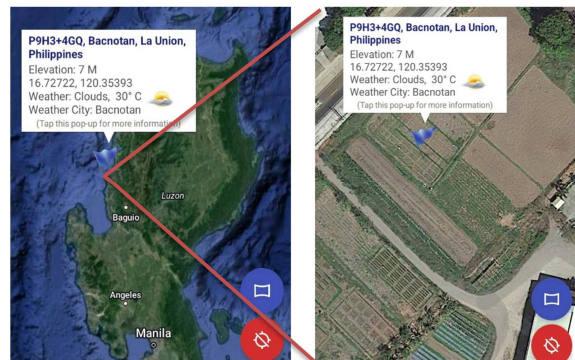 P9H3+4GQ, Bacnotan, La Union,
Philippines
Elevation: 7 M
16.72722, 120.35393
Weather: Clouds, 30° C
Weather City: Bacnotan
(Tap this pop-up for more information)
Luzon
Baguio
Angeles
Manila
P9H3+4GQ, Bacnotan, La Union,
Philippines
Elevation: 7 M
16.72722, 120.35393
Weather: Clouds, 30° C
Weather City: Bacnotan
(Tap this pop-up for more information)